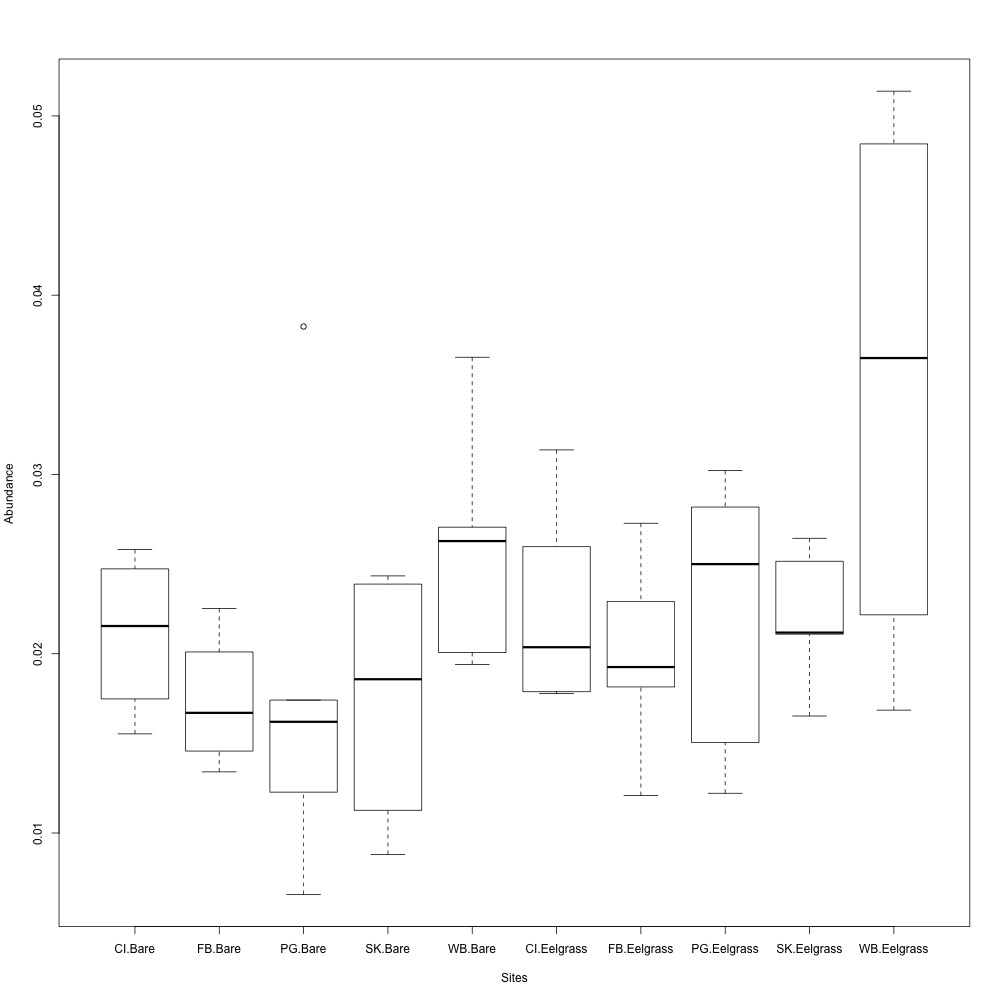 Abundance
0.05
0.04
0.03
0.02
0.01
CI.Bare FB.Bare PG.Bare SK.Bare WB.Bare CI.Eelgrass FB.Eelgrass PG.Eelgrass SK.Eelgrass WB.Eelgrass
Sites